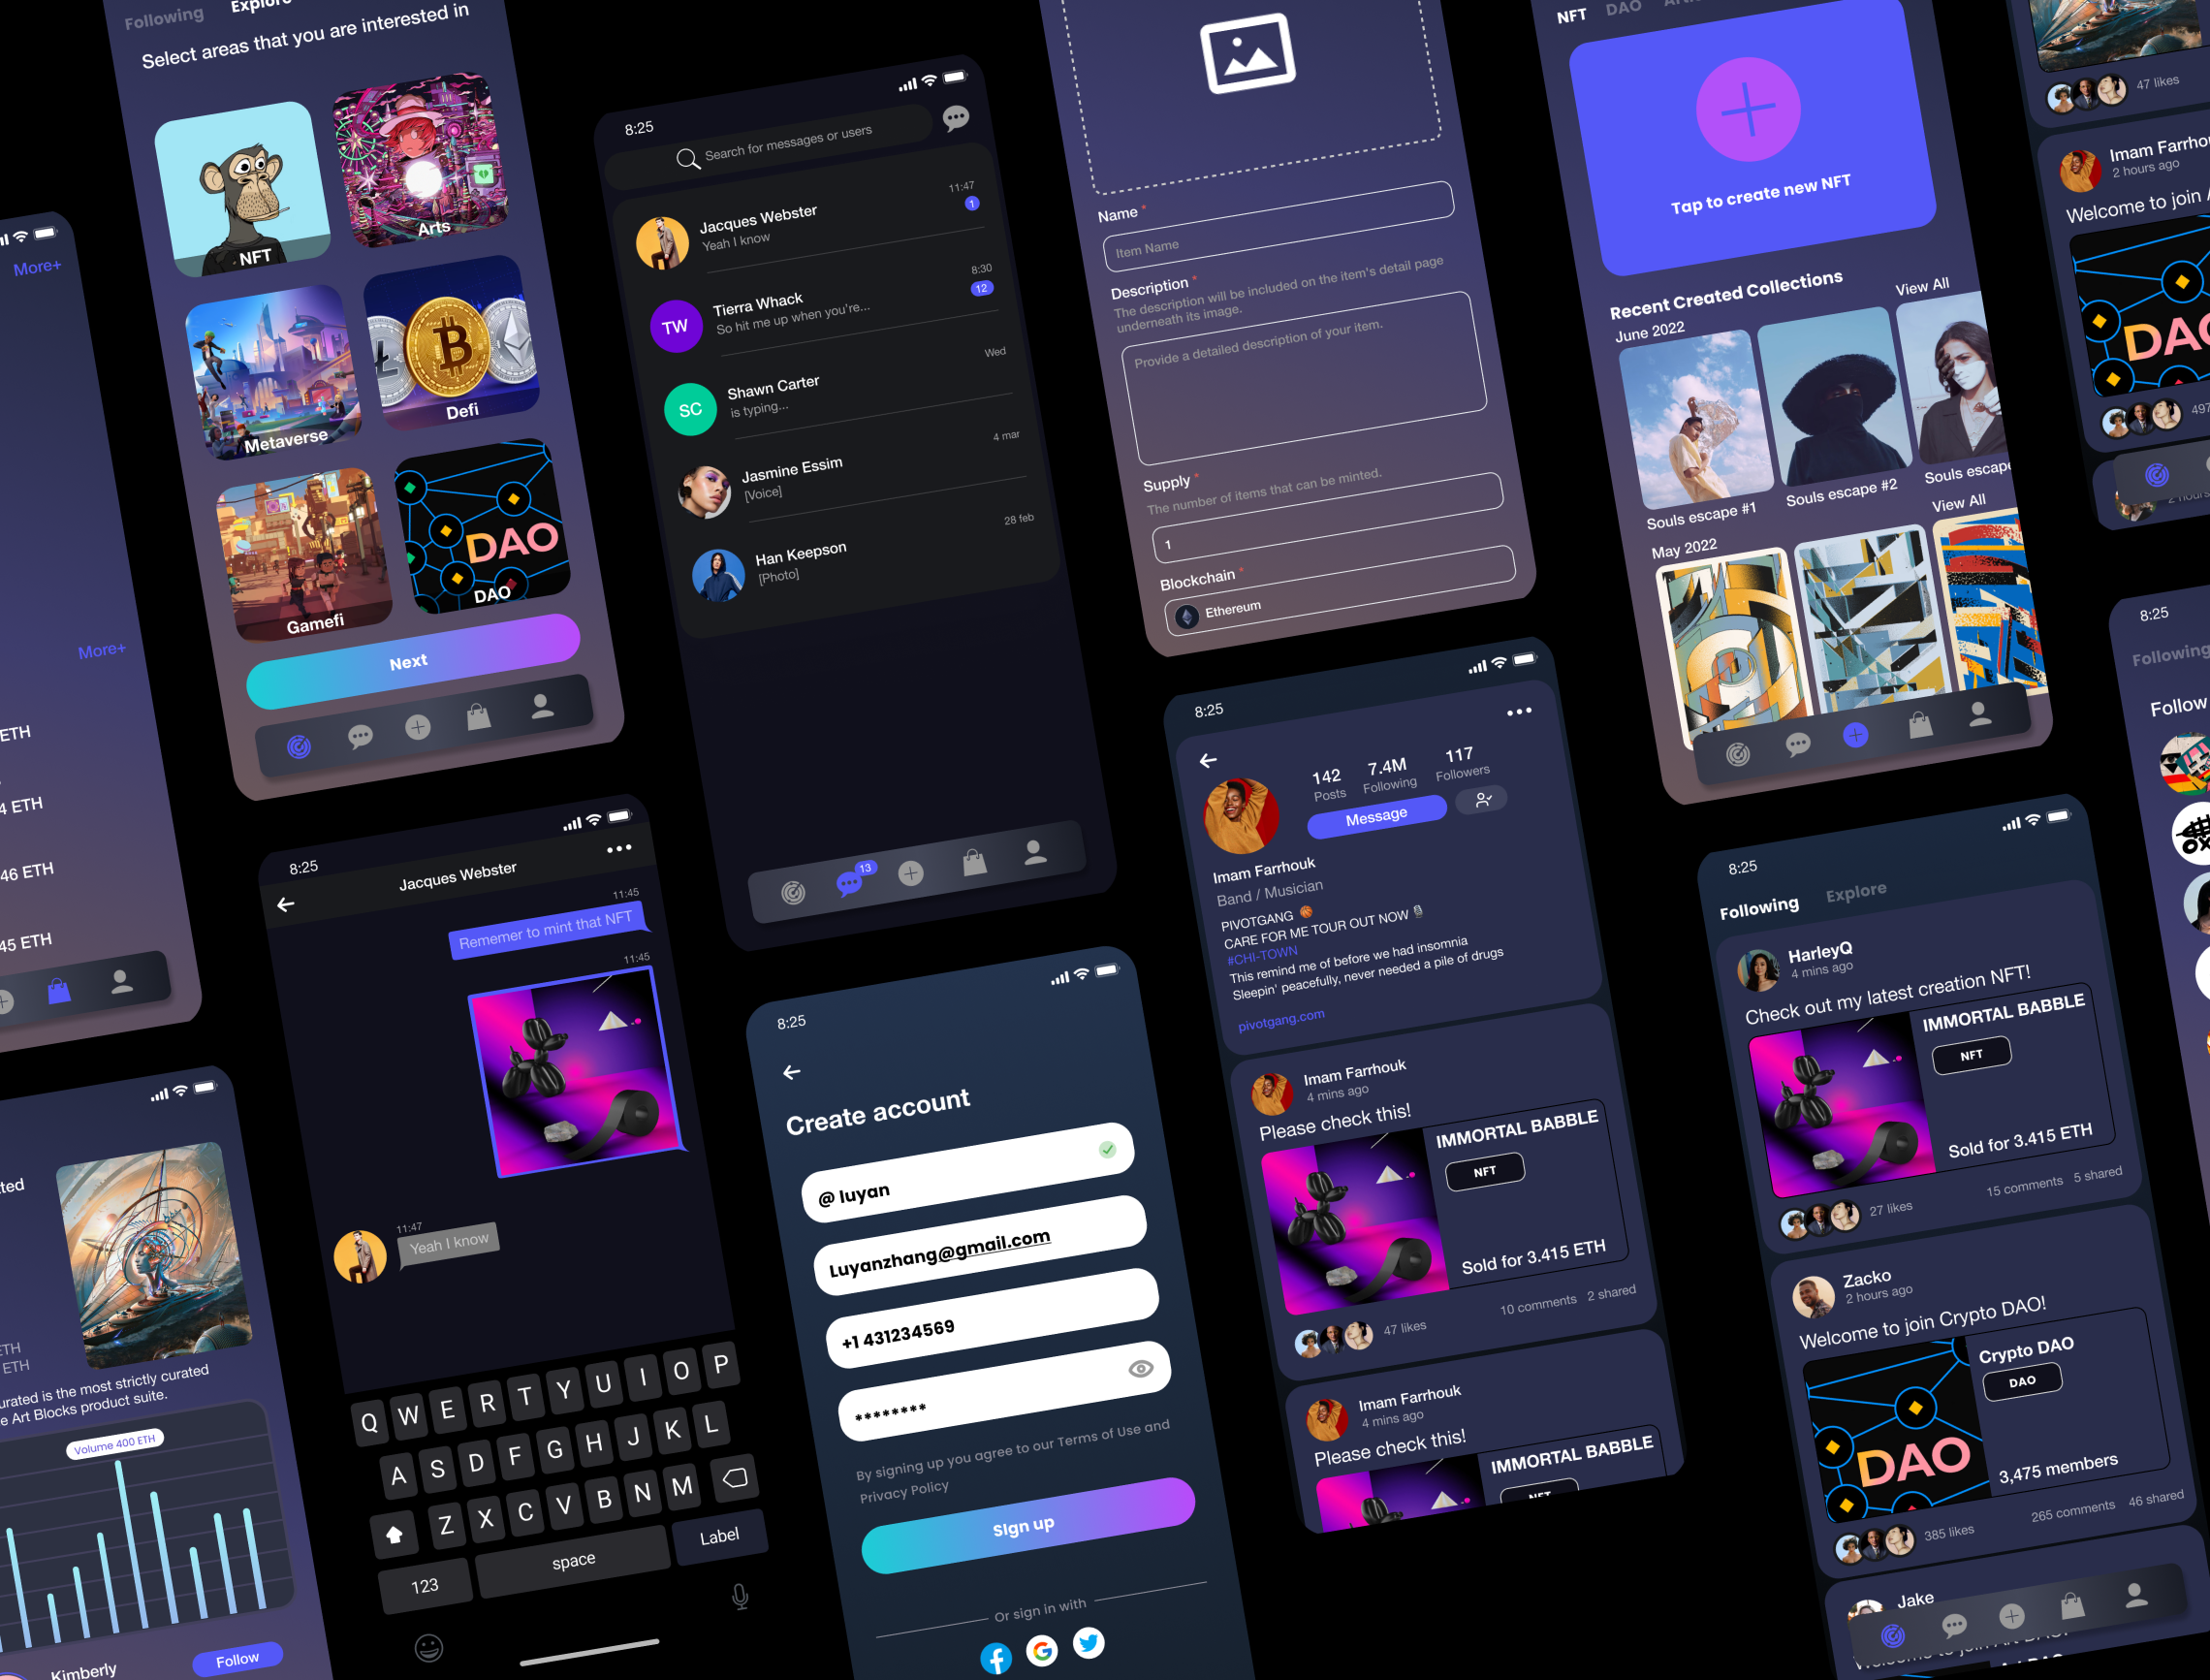 More+
More+
ETH
4 ETH
46 ETH
45 ETH
Following
Explore
Select areas that you are interested in
NFT
Arts
Metaverse
Defi
Gamefi
DAO
DAO
Next
8:25
Search for messages or users
Jacques Webster
11:47
Yeah I know
1
Tierra Whack
8:30
TW
So hit me up when you're...
12
Shawn Carter
Wed
SC
is typing...
Jasmine Essim
4 mar
[Voice]
Han Keepson
28 feb
[Photo]
13
Name *
Item Name
Description *
The description will be included on the item's detail page
underneath its image.
Provide a detailed description of your item.
Supply *
The number of items that can be minted.
1
Blockchain *
Ethereum
NFT
DAO
Tap to create new NFT
Recent Created Collections
June 2022
View All
Souls escape #1
Souls escape #2
Souls escape
May 2022
View All
47 likes
Imam Farrho
2 hours ago
Welcome to join
DAO
497
2 hours
8:25
Following
Follow
8:25
Jacques Webster
11:45
Rememer to mint that NFT
11:45
11:47
Yeah I know
Q W E R T Y U I O P
A S D F G H J K L
Z X C V B N M
123
space
Label
8:25
Create account
@ luyan
Luyanzhang@gmail.com
+1 431234569
********
By signing up you agree to our Terms of Use and
Privacy Policy
SIgn up
Or sign in with
8:25
142
7.4M
117
Posts
Following
Followers
Message
Imam Farrhouk
Band / Musician
PIVOTGANG
CARE FOR ME TOUR OUT NOW
#CHI-TOWN
This remind me of before we had insomnia
Sleepin' peacefully, never needed a pile of drugs
pivotgang.com
Imam Farrhouk
4 mins ago
Please check this!
IMMORTAL BABBLE
NFT
Sold for 3.415 ETH
47 likes
10 comments
2 shared
Imam Farrhouk
4 mins ago
Please check this!
IMMORTAL BABBLE
NFT
8:25
Following
Explore
HarleyQ
4 mins ago
Check out my latest creation NFT!
IMMORTAL BABBLE
NFT
Sold for 3.415 ETH
27 likes
15 comments
5 shared
Zacko
2 hours ago
Welcome to join Crypto DAO!
DAO
Crypto DAO
DAO
3,475 members
385 likes
265 comments
46 shared
Jake
ETH
ETH
urated is the most strictly curated
e Art Blocks product suite.
Volume 400 ETH
Kimberly
Follow